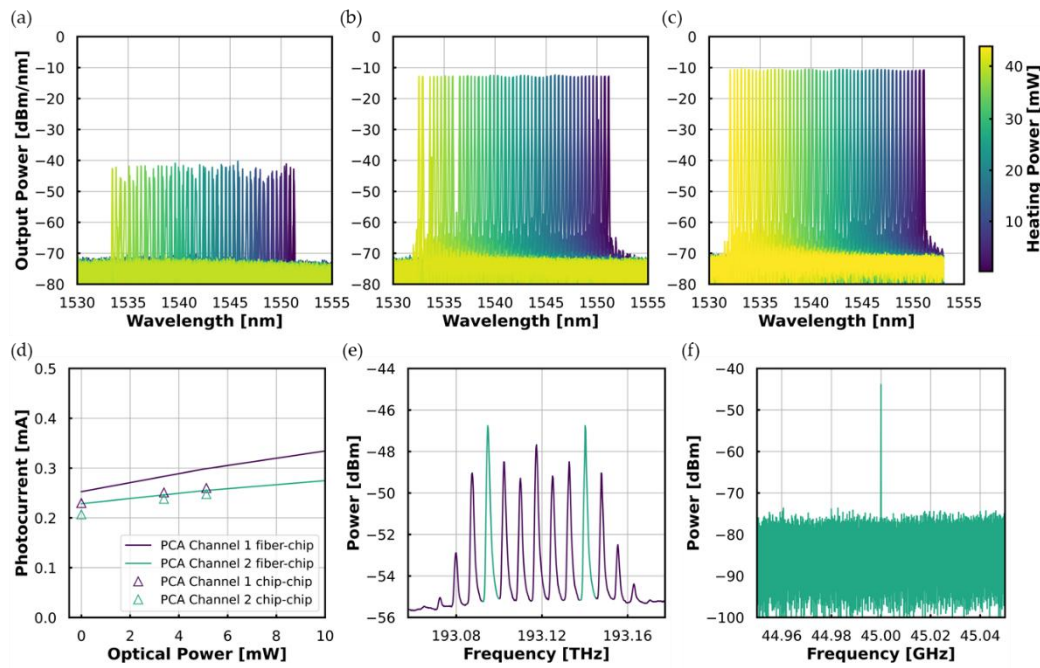 (a) (b) (c)
Output Power [dBm/nm]
0
−10
−20
−30
−40
−50
−60
−70
−80
1530 1535 1540 1545 1550 1555
Wavelength [nm]
0
−10
−20
−30
−40
−50
−60
−70
−80
1530 1535 1540 1545 1550 1555
Wavelength [nm]
0
−10
−20
−30
−40
−50
−60
−70
−80
1530 1535 1540 1545 1550 1555
Wavelength [nm]
40
30
20
10
Heating Power [mW]
(d) (e) (f)
Photocurrent [mA]
0.5
0.4
0.3
0.2
0.1
0.0
PCA Channel 1 fiber-chip
PCA Channel 2 fiber-chip
PCA Channel 1 chip-chip
PCA Channel 2 chip-chip
0 2 4 6 8 10
Optical Power [mW]
Power [dBm]
−44
−46
−48
−50
−52
−54
−56
193.08 193.12 193.16
Frequency [THz]
Power [dBm]
−40
−50
−60
−70
−80
−90
−100
44.96 44.98 45.00 45.02 45.04
Frequency [GHz]